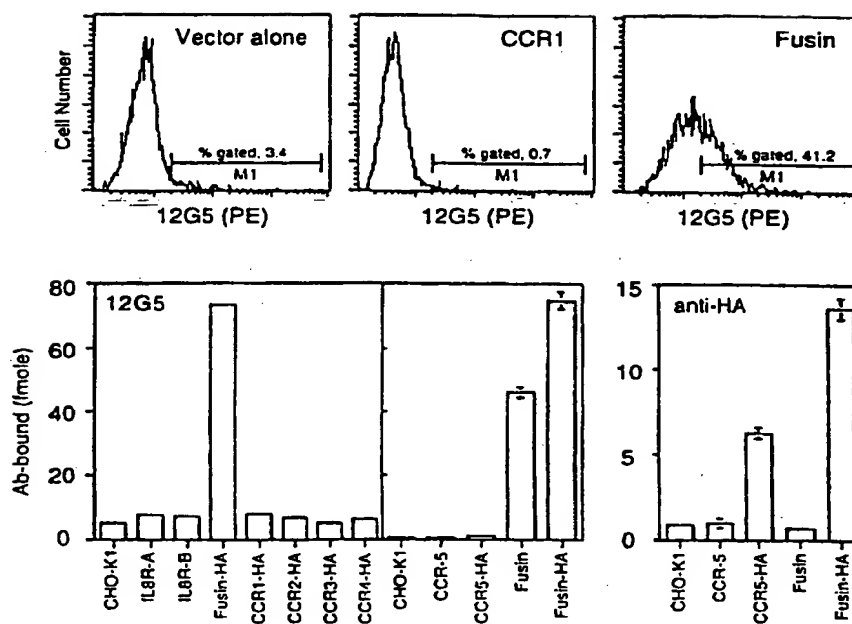 Vector alone
CCR1
Fusin
Cell Number
% gated, 3.4
M1
% gated, 0.7
M1
% gated, 41.2
M1
12G5 (PE)
12G5 (PE)
12G5 (PE)
Ab-bound (fmole)
80
60
40
20
0
12G5
CHO-K1
IL8R-A
IL8R-B
Fusin-HA
CCR1-HA
CCR2-HA
CCR3-HA
CCR4-HA
CHO-K1
CCR-5
CCR5-HA
Fusin
Fusin-HA
15
10
5
0
anti-HA
CHO-K1
CCR-5
CCR5-HA
Fusin
Fusin-HA